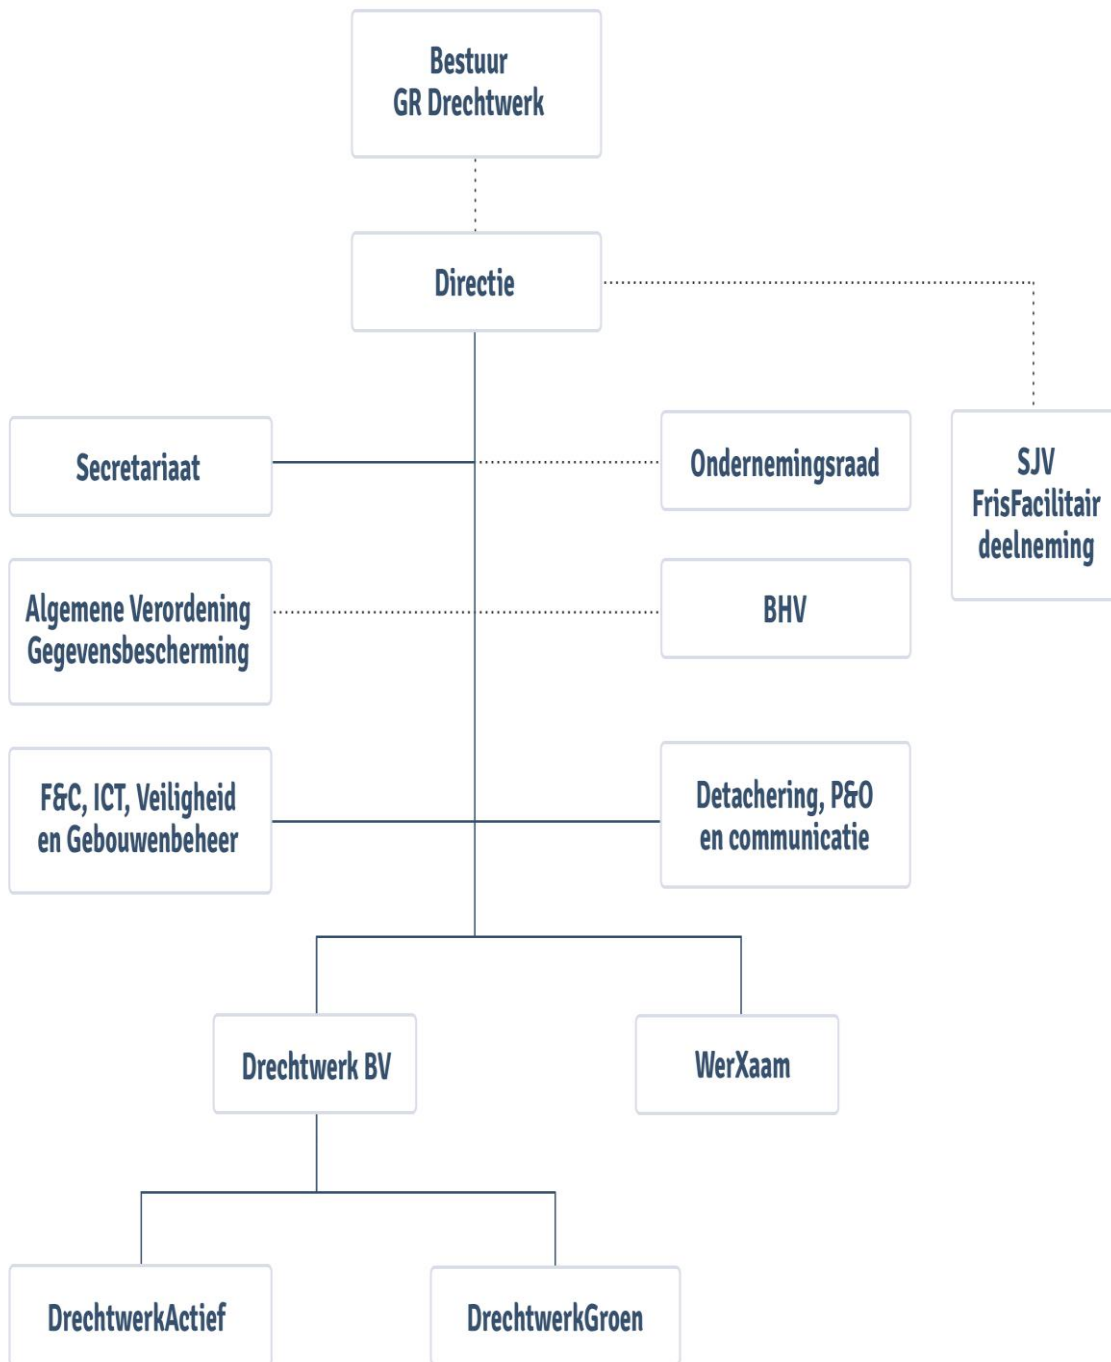 Bestuur
GR Drechtwerk
Directie
Secretariaat
Ondernemingsraad
SJV
FrisFacilitair
deelneming
Algemene Verordening
Gegevensbescherming
BHV
F&C, ICT, Veiligheid
en Gebouwenbeheer
Detachering, P&O
en communicatie
Drechtwerk BV
WerXaam
DrechtwerkActief
DrechtwerkGroen